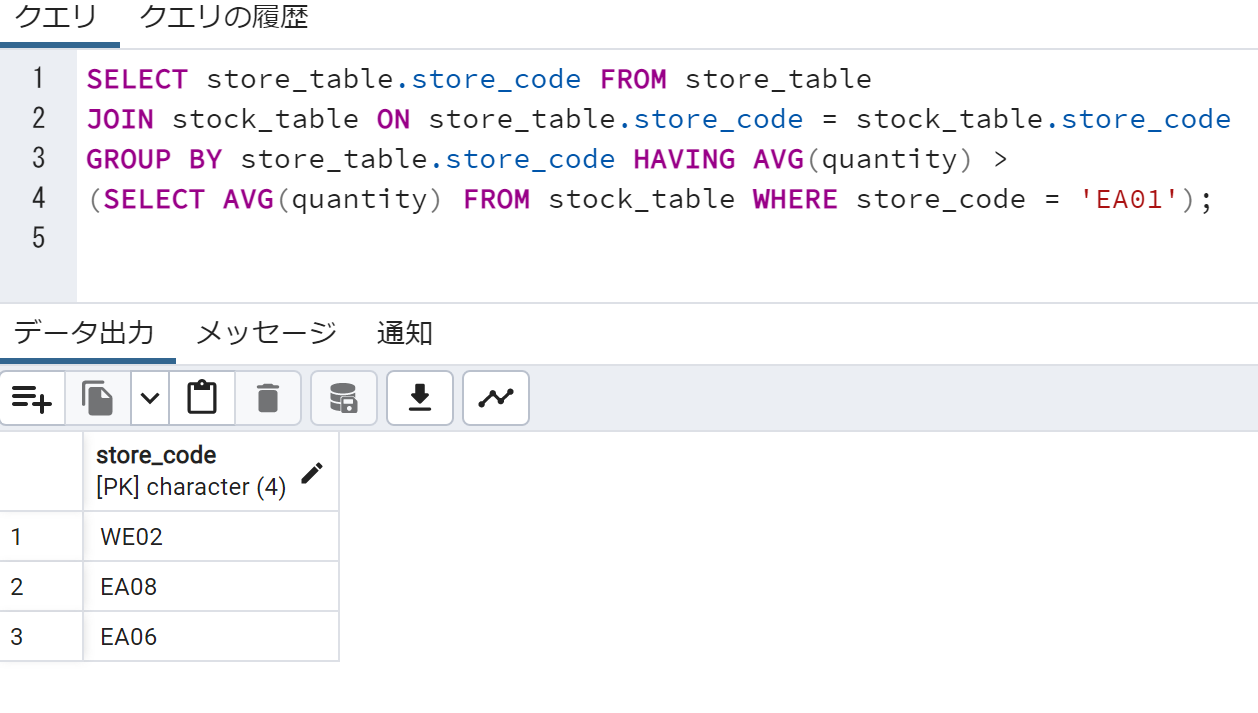 クエリ クエリの履歴
1 SELECT store_table.store_code FROM store_table
2 JOIN stock_table ON store_table.store_code = stock_table.store_code
3 GROUP BY store_table.store_code HAVING AVG(quantity) >
4 (SELECT AVG(quantity) FROM stock_table WHERE store_code = 'EA01');
5
データ出力 メッセージ 通知
store_code
[PK] character (4)
1 WE02
2 EA08
3 EA06